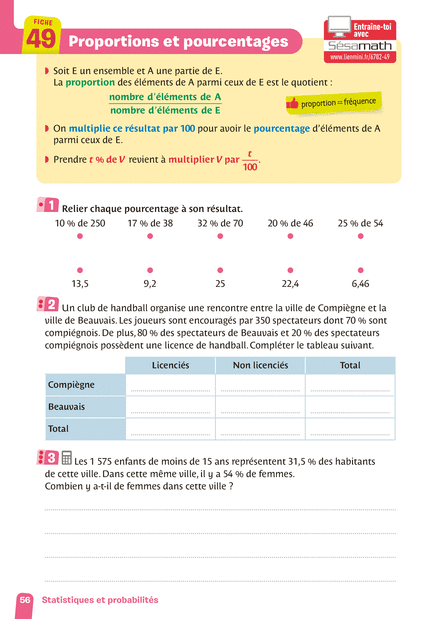 FICHE
49
Proportions et pourcentages
Entraîne-toi
avec
Sésamath
www.lienmini.fr/6702-49
Soit E un ensemble et A une partie de E.
La proportion des éléments de A parmi ceux de E est le quotient :
nombre d'éléments de A
nombre d'éléments de E
proportion = fréquence
On multiplie ce résultat par 100 pour avoir le pourcentage d'éléments de A
parmi ceux de E.
Prendre t % de V revient à multiplier V par t/100.
1 Relier chaque pourcentage à son résultat.
10 % de 250 17 % de 38 32 % de 70 20 % de 46 25 % de 54
13,5 9,2 25 22,4 6,46
2 Un club de handball organise une rencontre entre la ville de Compiègne et la
ville de Beauvais. Les joueurs sont encouragés par 350 spectateurs dont 70 % sont
compiégnois. De plus, 80 % des spectateurs de Beauvais et 20 % des spectateurs
compiégnois possèdent une licence de handball. Compléter le tableau suivant.
Licenciés Non licenciés Total
Compiègne
Beauvais
Total
3 Les 1 575 enfants de moins de 15 ans représentent 31,5 % des habitants
de cette ville. Dans cette même ville, il y a 54 % de femmes.
Combien y a-t-il de femmes dans cette ville ?
56 Statistiques et probabilités